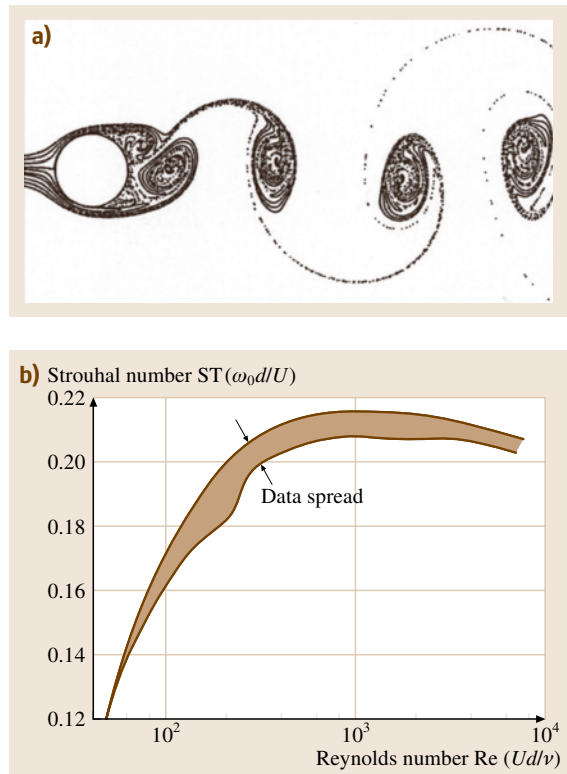 a)
b) Strouhal number ST (ω₀d/U)
0.22
0.20
Data spread
0.18
0.16
0.14
0.12
10² 10³ 10⁴
Reynolds number Re (Ud/ν)